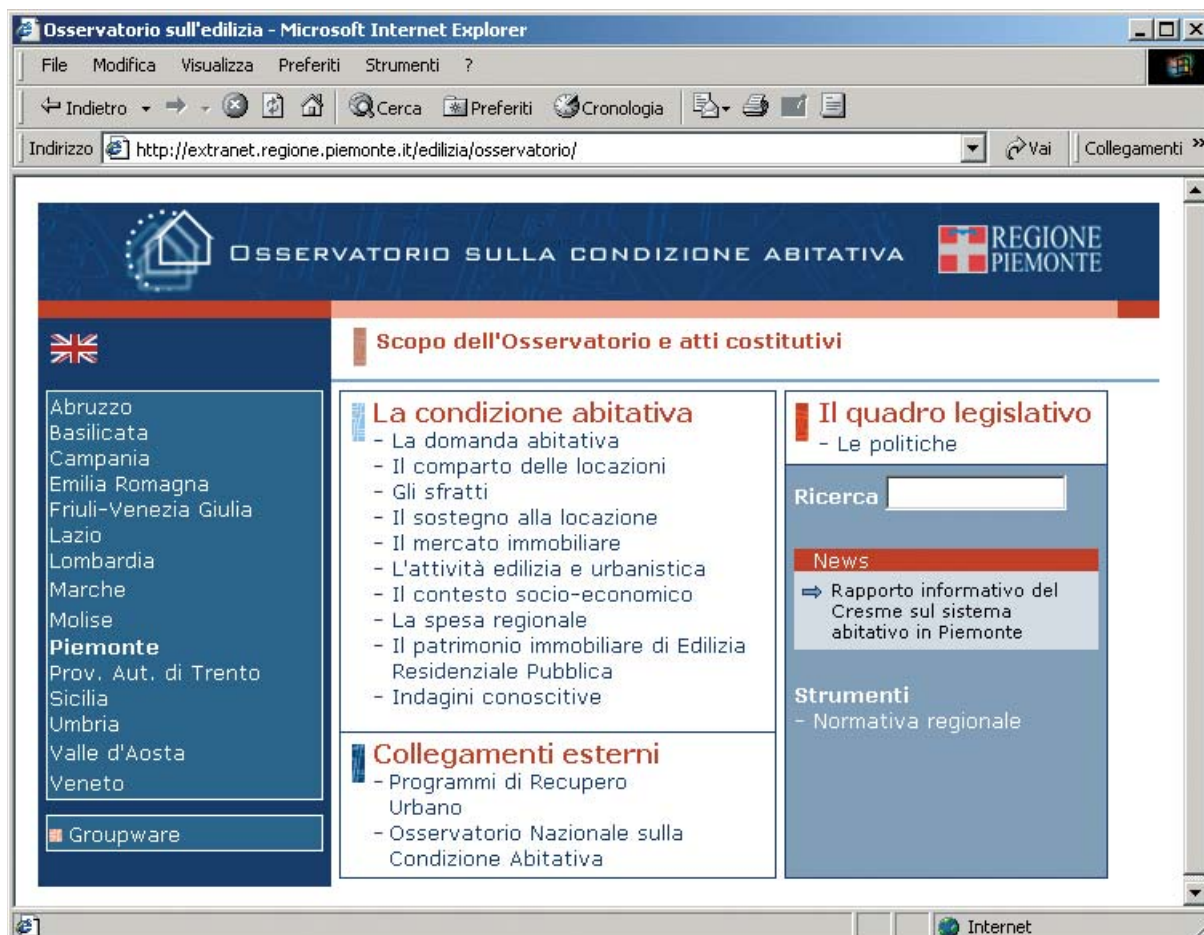 Osservatorio sull'edilizia - Microsoft Internet Explorer
File Modifica Visualizza Preferiti Strumenti ?
Indietro Cerca Preferiti Cronologia
Indirizzo http://extranet.regione.piemonte.it/edilizia/osservatorio/ Vai Collegamenti »
OSSERVATORIO SULLA CONDIZIONE ABITATIVA
REGIONE
PIEMONTE
Scopo dell'Osservatorio e atti costitutivi
Abruzzo
Basilicata
Campania
Emilia Romagna
Friuli-Venezia Giulia
Lazio
Lombardia
Marche
Molise
Piemonte
Prov. Aut. di Trento
Sicilia
Umbria
Valle d'Aosta
Veneto
Groupware
La condizione abitativa
- La domanda abitativa
- Il comparto delle locazioni
- Gli sfratti
- Il sostegno alla locazione
- Il mercato immobiliare
- L'attività edilizia e urbanistica
- Il contesto socio-economico
- La spesa regionale
- Il patrimonio immobiliare di Edilizia
Residenziale Pubblica
- Indagini conoscitive
Collegamenti esterni
- Programmi di Recupero
Urbano
- Osservatorio Nazionale sulla
Condizione Abitativa
Il quadro legislativo
- Le politiche
Ricerca
News
Rapporto informativo del
Cresme sul sistema
abitativo in Piemonte
Strumenti
- Normativa regionale
Internet